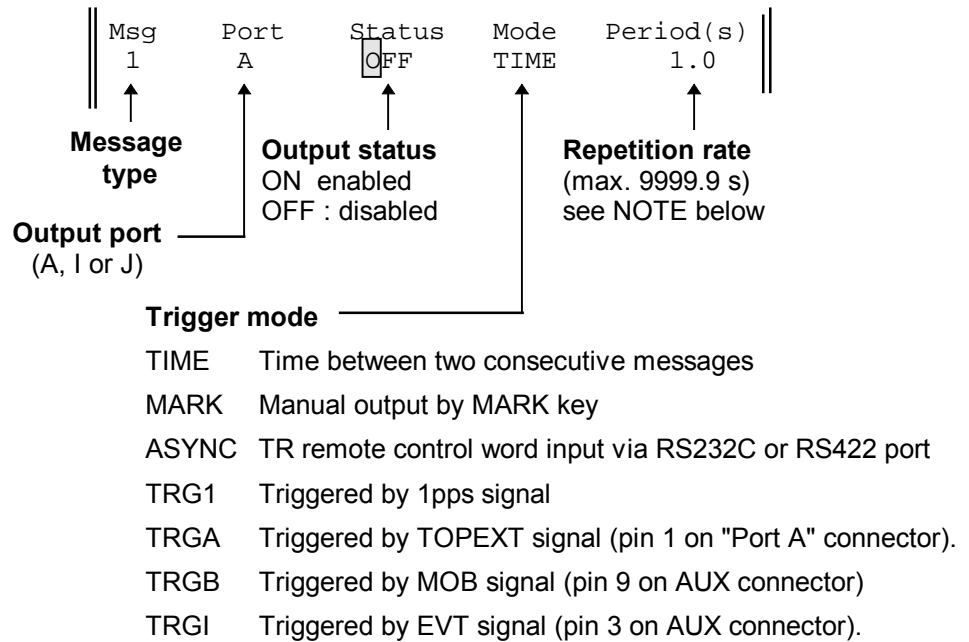 Msg Port Status Mode Period(s)
1 A OFF TIME 1.0
Message type
Output status
ON enabled
OFF : disabled
Repetition rate
(max. 9999.9 s)
see NOTE below
Output port
(A, I or J)
Trigger mode
TIME Time between two consecutive messages
MARK Manual output by MARK key
ASYNC TR remote control word input via RS232C or RS422 port
TRG1 Triggered by 1pps signal
TRGA Triggered by TOPEXT signal (pin 1 on "Port A" connector).
TRGB Triggered by MOB signal (pin 9 on AUX connector)
TRGI Triggered by EVT signal (pin 3 on AUX connector).